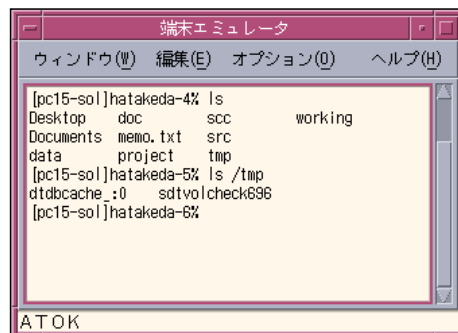 端末エミュレータ
ウィンドウ(W) 編集(E) オプション(O) ヘルプ(H)
[pc15-sol]hatakeda-4% ls
Desktop doc scc working
Documents memo.txt src
data project tmp
[pc15-sol]hatakeda-5% ls /tmp
dtdbcache_:0 sdtvolcheck696
[pc15-sol]hatakeda-6%
ATOK